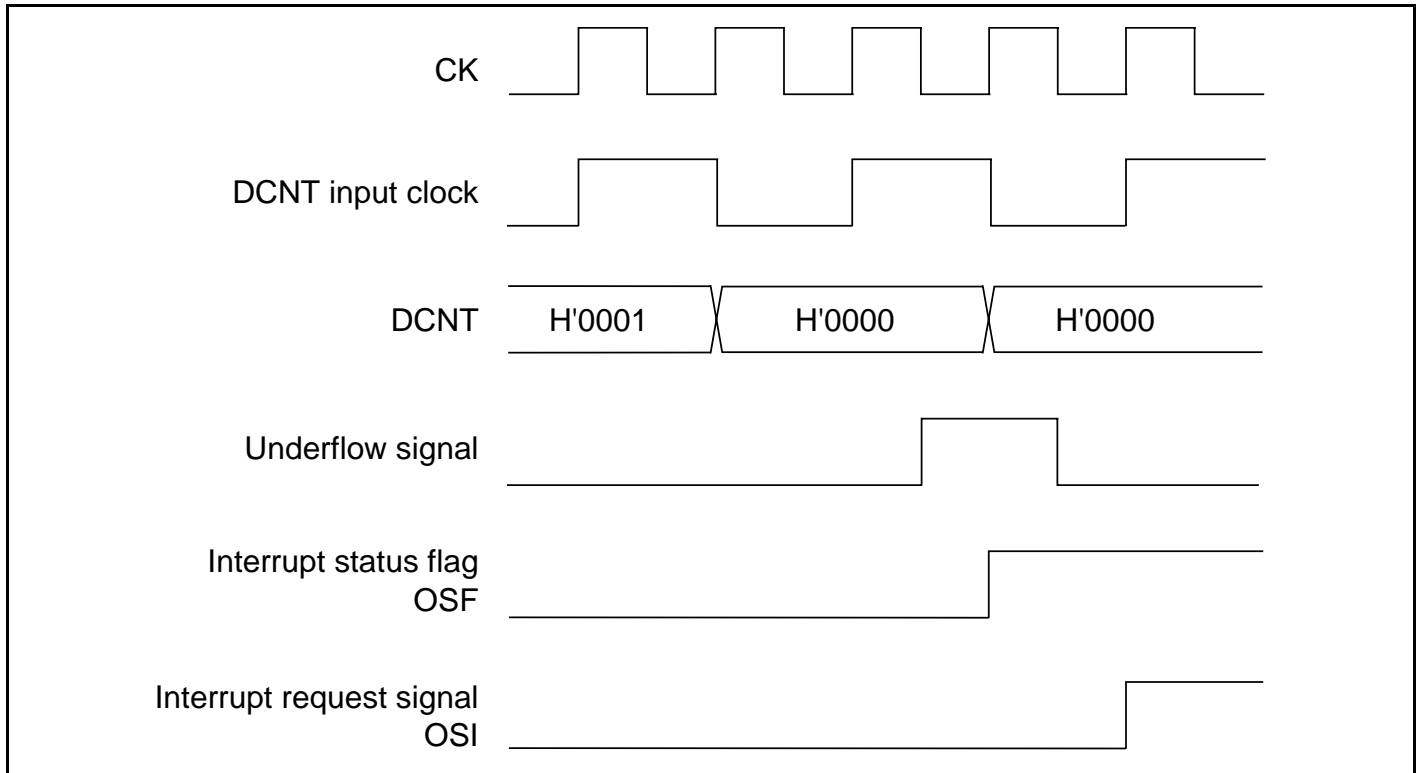 CK
DCNT input clock
DCNT H'0001 H'0000 H'0000
Underflow signal
Interrupt status flag
OSF
Interrupt request signal
OSI